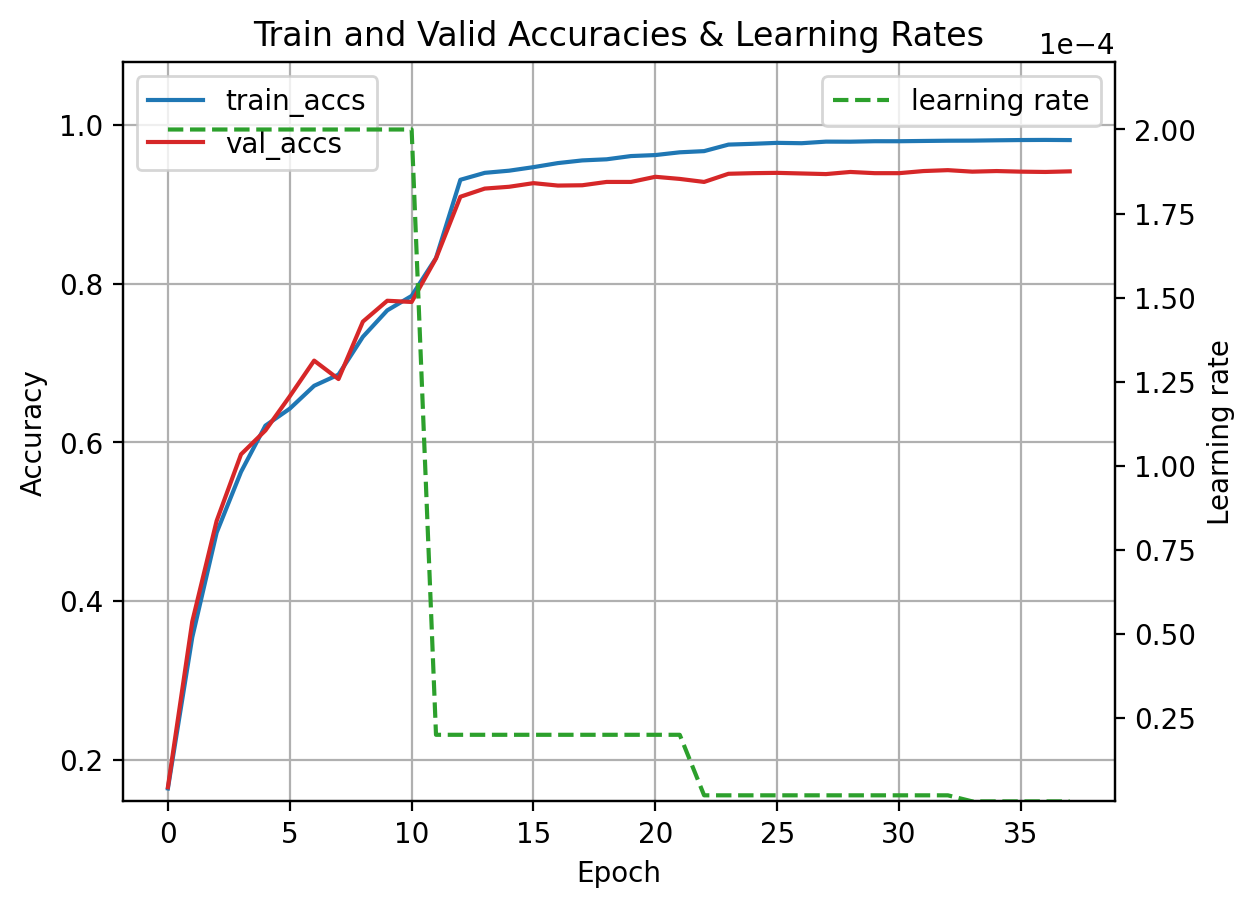 Train and Valid Accuracies & Learning Rates
1e−4
train_accs
val_accs
learning rate
1.0
0.8
0.6
0.4
0.2
Accuracy
2.00
1.75
1.50
1.25
1.00
0.75
0.50
0.25
Learning rate
0 5 10 15 20 25 30 35
Epoch